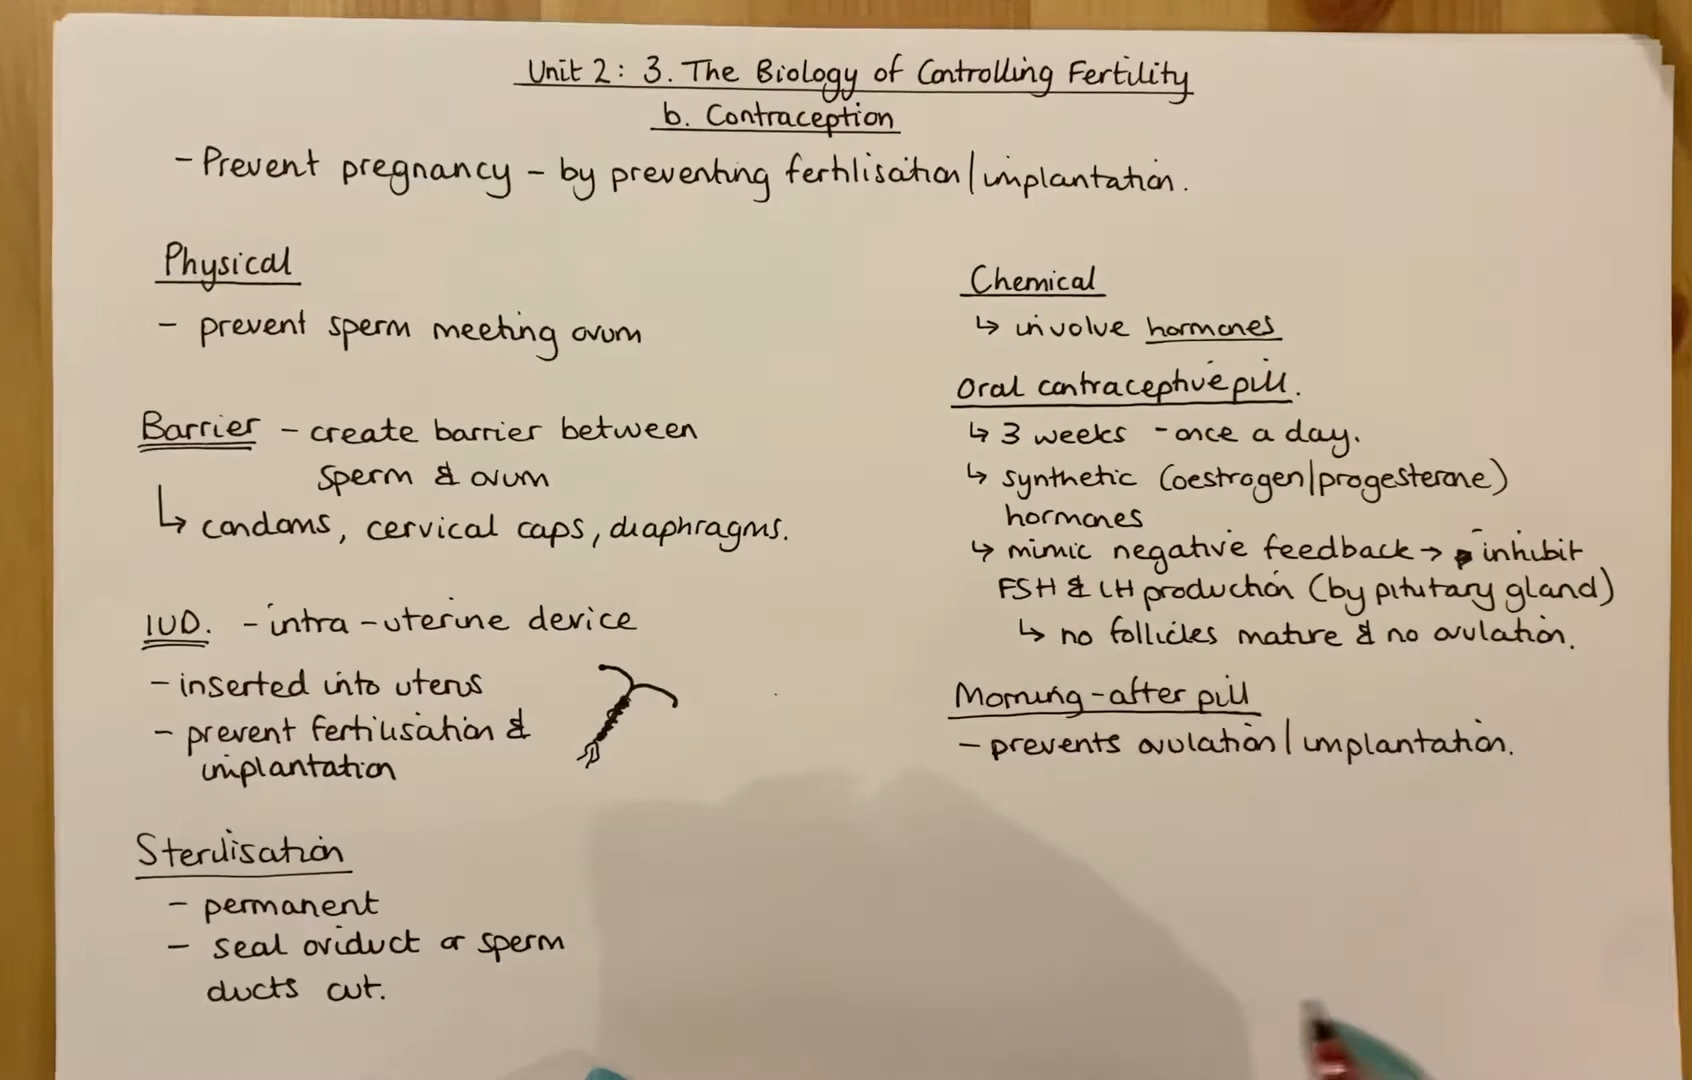 Unit 2: 3. The Biology of Controlling Fertility
b. Contraception
- Prevent pregnancy - by preventing fertilisation/implantation.
Physical
- prevent sperm meeting ovum
Barrier - create barrier between
sperm & ovum
↳ condoms, cervical caps, diaphragms.
IUD. - intra-uterine device
- inserted into uterus
- prevent fertilisation &
implantation
Sterilisation
- permanent
- seal oviduct or sperm
ducts cut.
Chemical
↳ involve hormones
Oral contraceptive pill.
↳ 3 weeks - once a day.
↳ synthetic (oestrogen/progesterone)
hormones
↳ mimic negative feedback → inhibit
FSH & LH production (by pitutary gland)
↳ no follicles mature & no ovulation.
Morning-after pill
- prevents ovulation/implantation.